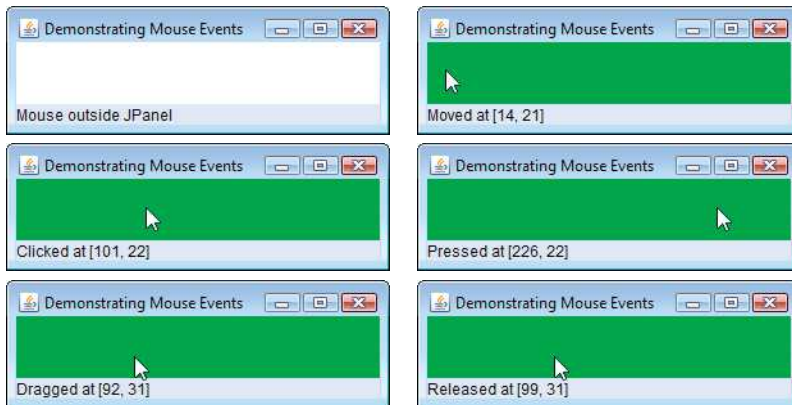 Demonstrating Mouse Events
Mouse outside JPanel
Demonstrating Mouse Events
Moved at [14, 21]
Demonstrating Mouse Events
Clicked at [101, 22]
Demonstrating Mouse Events
Pressed at [226, 22]
Demonstrating Mouse Events
Dragged at [92, 31]
Demonstrating Mouse Events
Released at [99, 31]